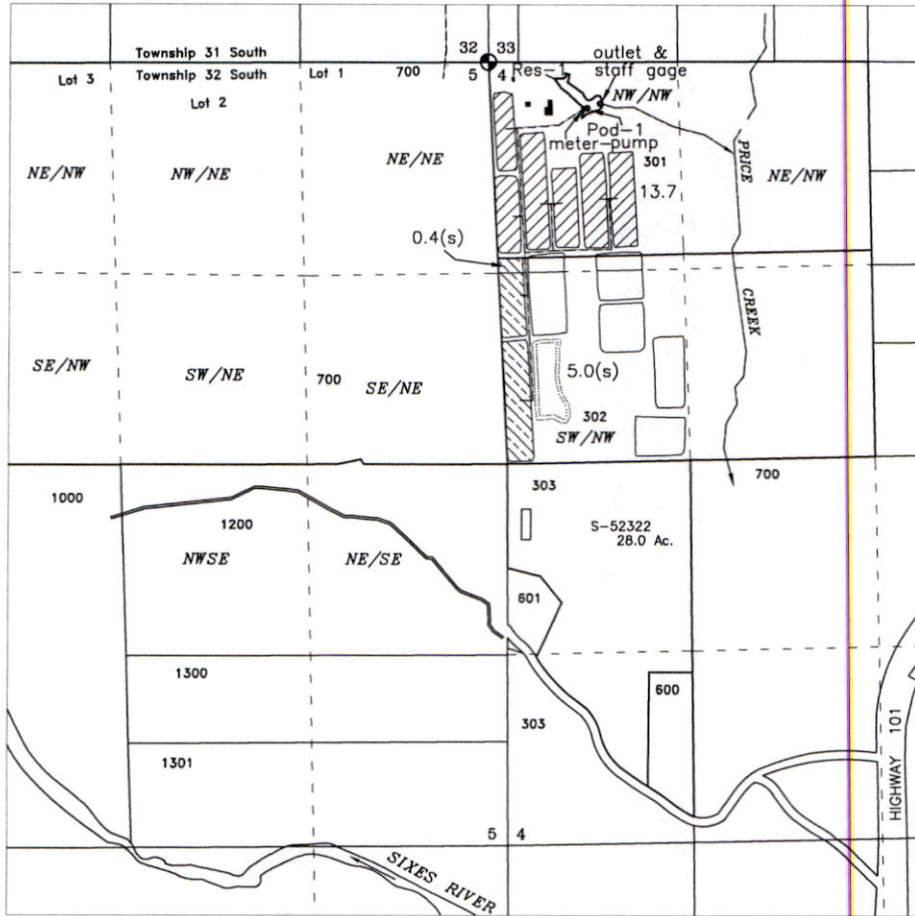 Township 31 South
32 33
outlet &
staff gage
Lot 3
Township 32 South
Lot 1
700
5 4
Res-1
NW/NW
Lot 2
Pod-1
meter-pump
NE/NW
NW/NE
NE/NE
301
13.7
PRICE
NE/NW
0.4(s)
CREEK
SE/NW
SW/NE
700
SE/NE
5.0(s)
302
SW/NW
700
1000
303
1200
S-52322
28.0 Ac.
NWSE
NE/SE
601
1300
600
303
1301
HIGHWAY 101
5 4
SIXES RIVER